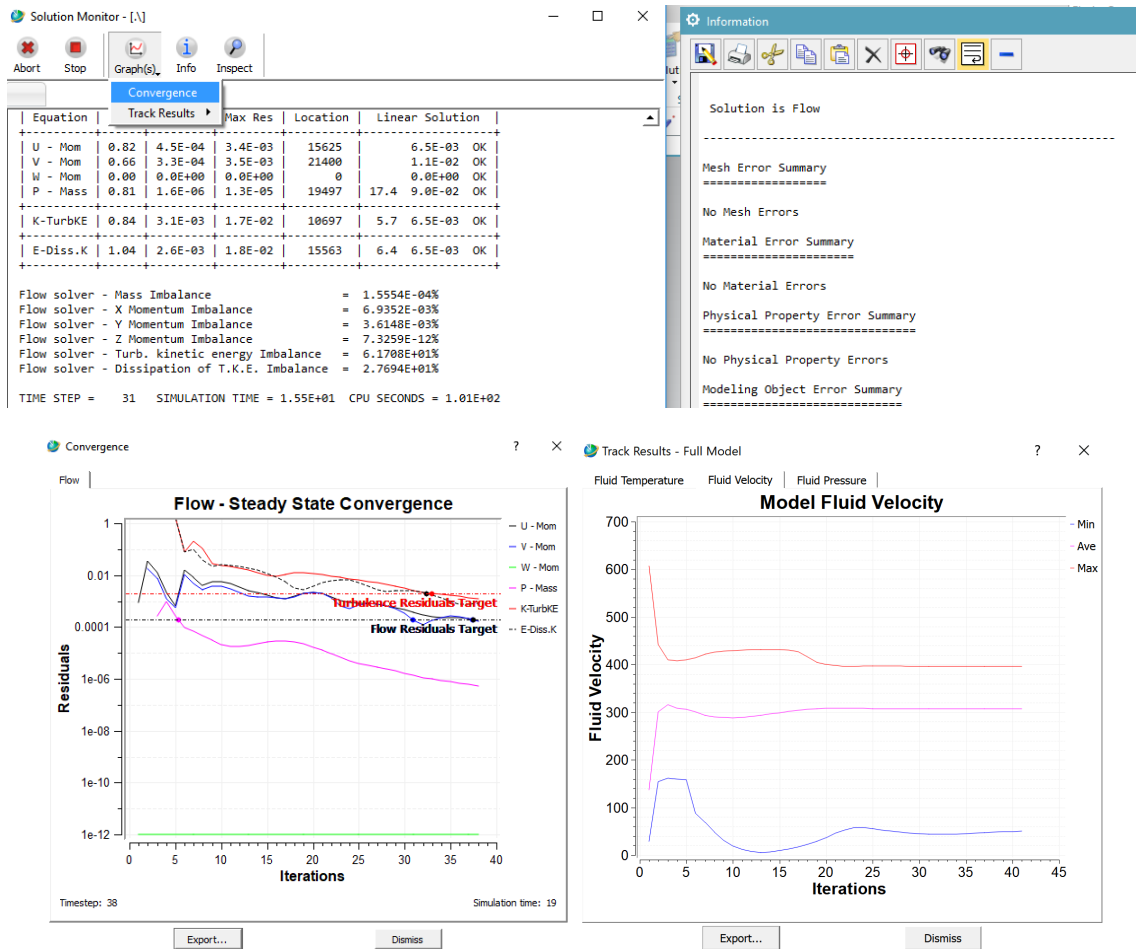 Solution Monitor - [.\]
Abort Stop Graph(s) Info Inspect
Convergence
Track Results
| Equation | Max Res | Location | Linear Solution |
+----------+------+---------+---------+----------+------------------+
| U - Mom | 0.82 | 4.5E-04 | 3.4E-03 | 15625 | 6.5E-03 OK |
| V - Mom | 0.66 | 3.3E-04 | 3.5E-03 | 21400 | 1.1E-02 OK |
| W - Mom | 0.00 | 0.0E+00 | 0.0E+00 | 0 | 0.0E+00 OK |
| P - Mass | 0.81 | 1.6E-06 | 1.3E-05 | 19497 | 17.4 9.0E-02 OK |
+----------+------+---------+---------+----------+------------------+
| K-TurbKE | 0.84 | 3.1E-03 | 1.7E-02 | 10697 | 5.7 6.5E-03 OK |
+----------+------+---------+---------+----------+------------------+
| E-Diss.K | 1.04 | 2.6E-03 | 1.8E-02 | 15563 | 6.4 6.5E-03 OK |
+----------+------+---------+---------+----------+------------------+
Flow solver - Mass Imbalance = 1.5554E-04%
Flow solver - X Momentum Imbalance = 6.9352E-03%
Flow solver - Y Momentum Imbalance = 3.6148E-03%
Flow solver - Z Momentum Imbalance = 7.3259E-12%
Flow solver - Turb. kinetic energy Imbalance = 6.1708E+01%
Flow solver - Dissipation of T.K.E. Imbalance = 2.7694E+01%
TIME STEP = 31 SIMULATION TIME = 1.55E+01 CPU SECONDS = 1.01E+02
Information
Solution is Flow
Mesh Error Summary
==================
No Mesh Errors
Material Error Summary
======================
No Material Errors
Physical Property Error Summary
===============================
No Physical Property Errors
Modeling Object Error Summary
=============================
Convergence
Flow
Flow - Steady State Convergence
1
0.01
0.0001
1e-06
1e-08
1e-10
1e-12
Residuals
Turbulence Residuals Target
Flow Residuals Target
U - Mom
V - Mom
W - Mom
P - Mass
K-TurbKE
E-Diss.K
0 5 10 15 20 25 30 35 40
Iterations
Timestep: 38 Simulation time: 19
Export... Dismiss
Track Results - Full Model
Fluid Temperature Fluid Velocity Fluid Pressure
Model Fluid Velocity
700
600
500
400
300
200
100
0
Fluid Velocity
Min
Ave
Max
0 5 10 15 20 25 30 35 40 45
Iterations
Export... Dismiss